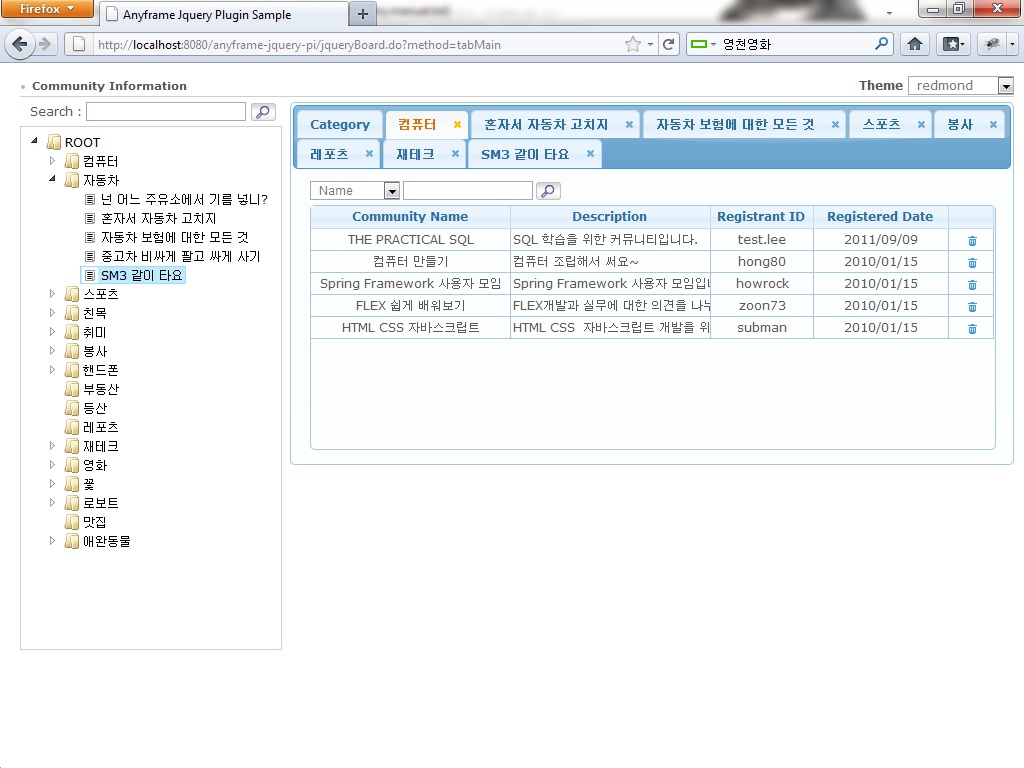 Firefox
Anyframe Jquery Plugin Sample
http://localhost:8080/anyframe-jquery-pi/jqueryBoard.do?method=tabMain
영천영화
Community Information
Theme redmond
Search :
ROOT
컴퓨터
자동차
넌 어느 주유소에서 기름 넣니?
혼자서 자동차 고치지
자동차 보험에 대한 모든 것
중고차 비싸게 팔고 싸게 사기
SM3 같이 타요
스포츠
친목
취미
봉사
핸드폰
부동산
등산
레포츠
재테크
영화
꽃
로보트
맛집
애완동물
Category 컴퓨터 혼자서 자동차 고치지 자동차 보험에 대한 모든 것 스포츠 봉사
레포츠 재테크 SM3 같이 타요
Name
Community Name Description Registrant ID Registered Date
THE PRACTICAL SQL SQL 학습을 위한 커뮤니티입니다. test.lee 2011/09/09
컴퓨터 만들기 컴퓨터 조립해서 써요~ hong80 2010/01/15
Spring Framework 사용자 모임 Spring Framework 사용자 모임입니 howrock 2010/01/15
FLEX 쉽게 배워보기 FLEX개발과 실무에 대한 의견을 나누 zoon73 2010/01/15
HTML CSS 자바스크립트 HTML CSS 자바스크립트 개발을 위 subman 2010/01/15